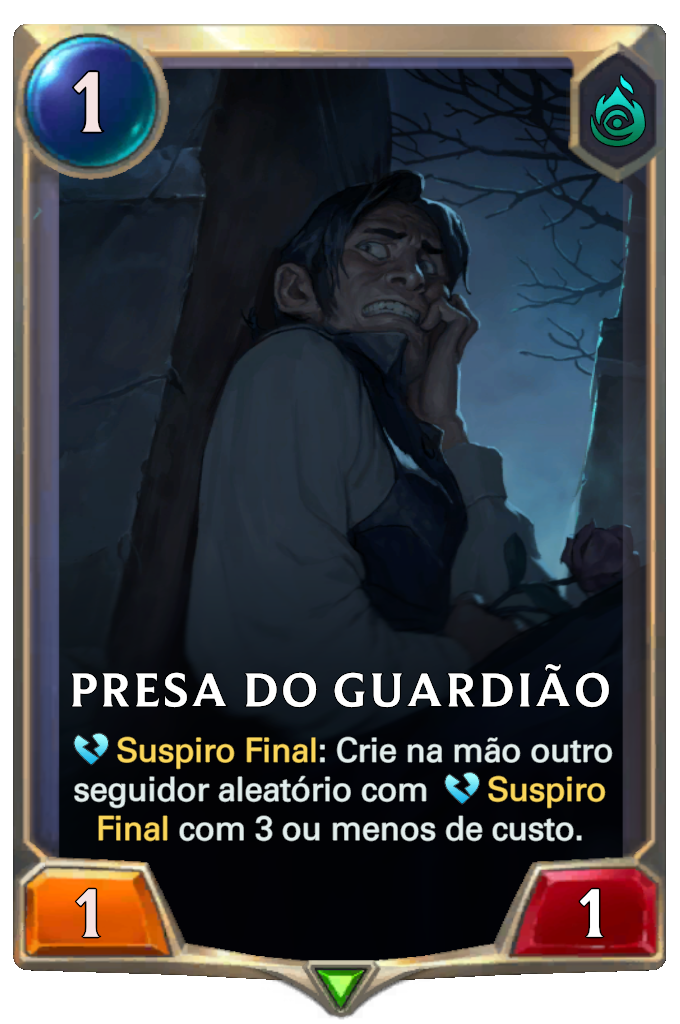 1
PRESA DO GUARDIÃO
Suspiro Final: Crie na mão outro
seguidor aleatório com Suspiro
Final com 3 ou menos de custo.
1
1